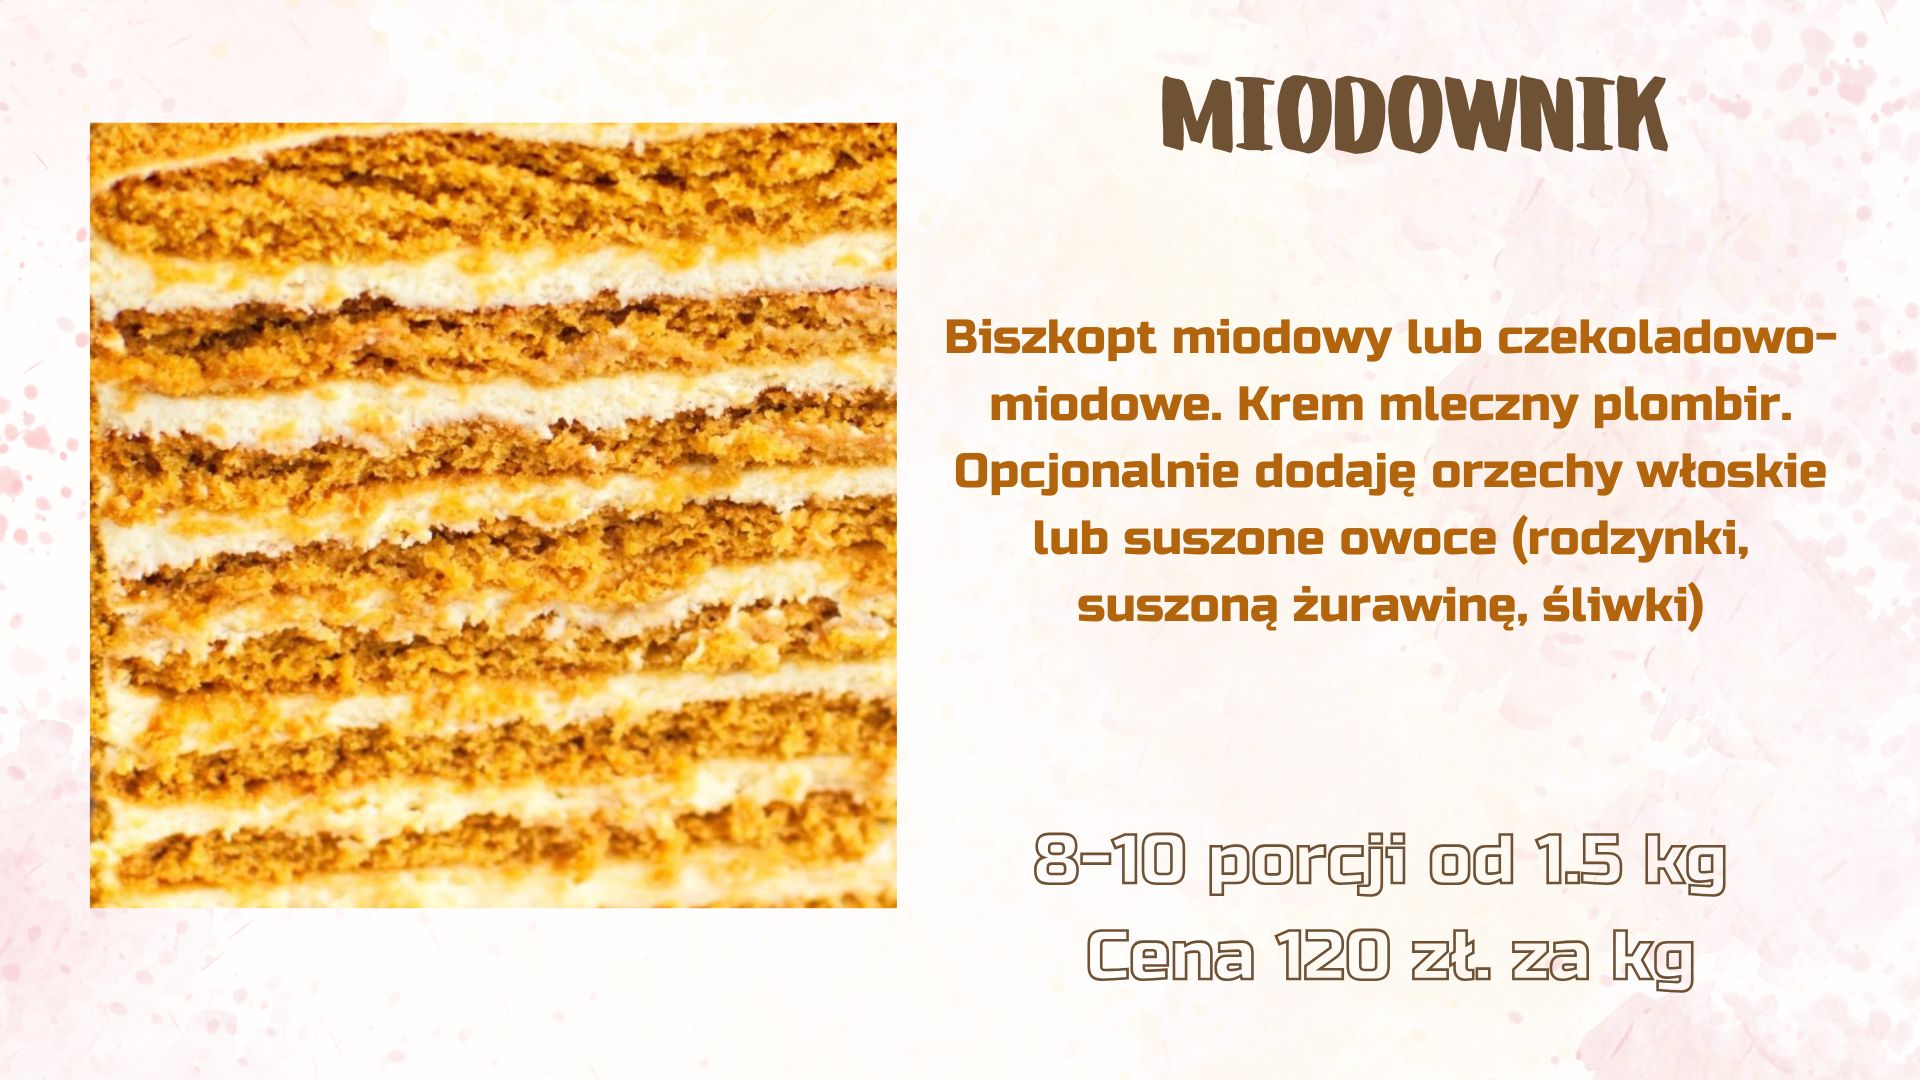 MIODOWNIK
Biszkopt miodowy lub czekoladowo-
miodowe. Krem mleczny plombir.
Opcjonalnie dodaję orzechy włoskie
lub suszone owoce (rodzynki,
suszoną żurawinę, śliwki)
8-10 porcji od 1.5 kg
Cena 120 zł. za kg